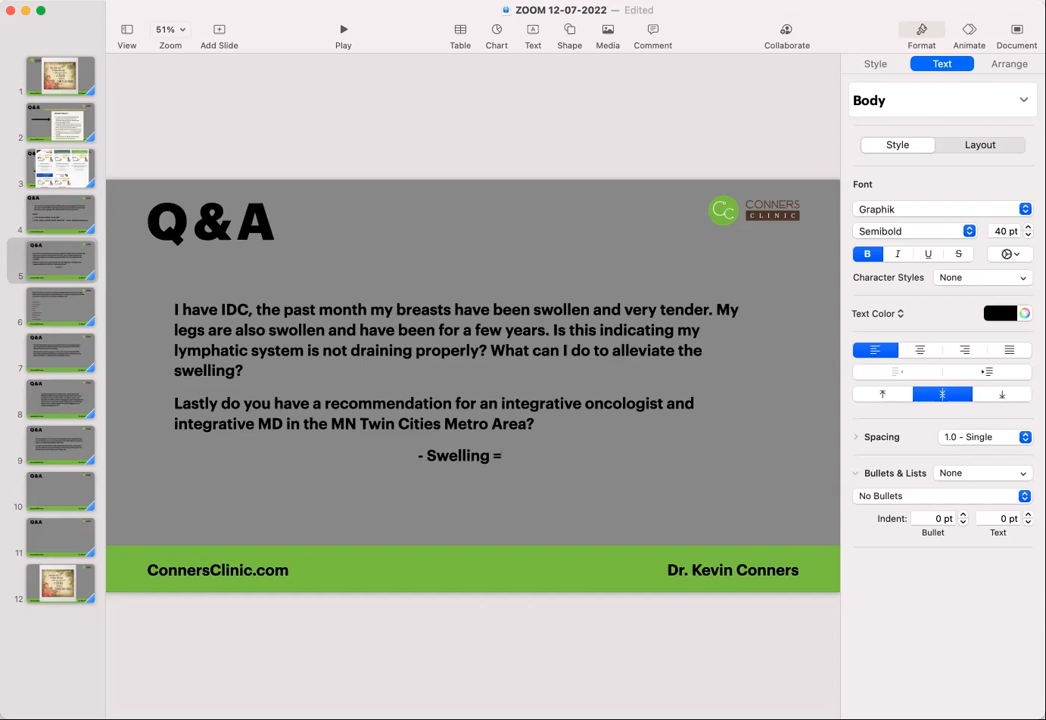 ZOOM 12-07-2022 — Edited
View
51%
Zoom
Add Slide
Play
Table
Chart
Text
Shape
Media
Comment
Collaborate
Format
Animate
Document
Style
Text
Arrange
Body
Style
Layout
Font
Graphik
Semibold
40 pt
B
I
U
S
Character Styles
None
Text Color
Spacing
1.0 - Single
Bullets & Lists
None
No Bullets
Indent:
0 pt
0 pt
Bullet
Text
1
2
3
4
5
6
7
8
9
10
11
12
Q&A
Q&A
Q&A
Q&A
Q&A
Q&A
Q&A
Q&A
Q&A
Q&A
CC
CONNERS
CLINIC
I have IDC, the past month my breasts have been swollen and very tender. My
legs are also swollen and have been for a few years. Is this indicating my
lymphatic system is not draining properly? What can I do to alleviate the
swelling?
Lastly do you have a recommendation for an integrative oncologist and
integrative MD in the MN Twin Cities Metro Area?
- Swelling =
ConnersClinic.com
Dr. Kevin Conners